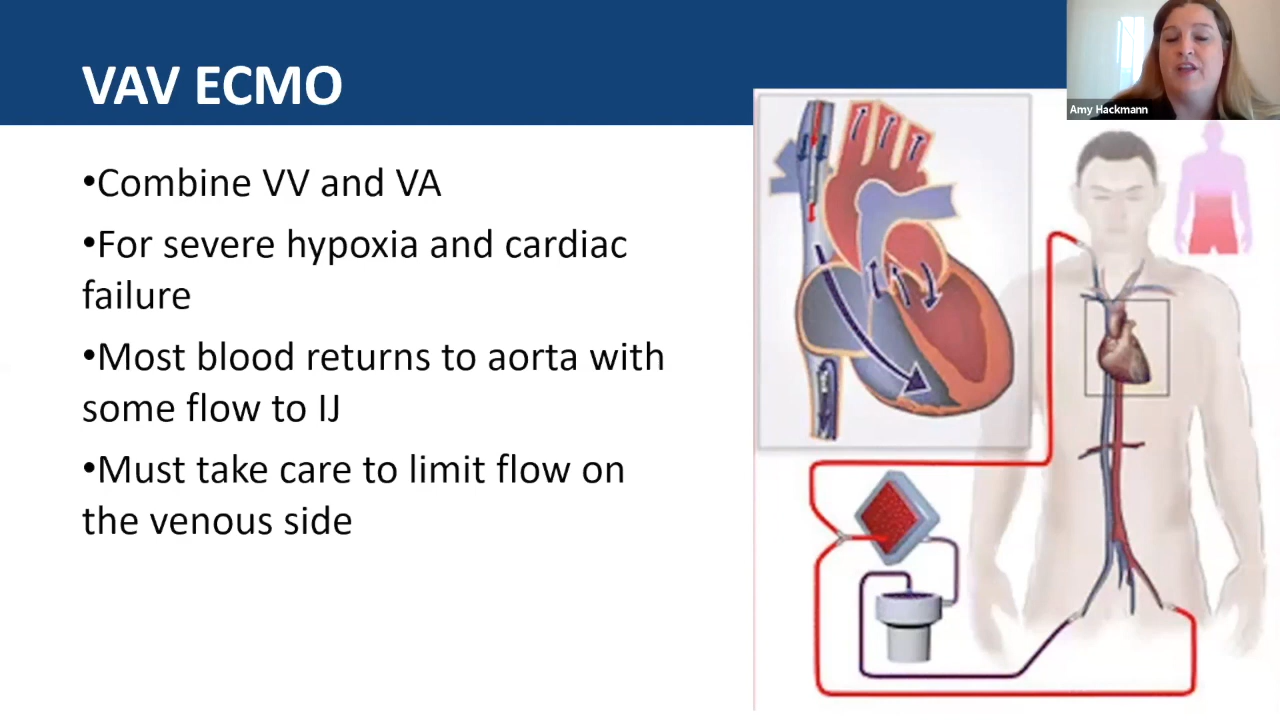 VAV ECMO
Amy Hackmann
•Combine VV and VA
•For severe hypoxia and cardiac
failure
•Most blood returns to aorta with
some flow to IJ
•Must take care to limit flow on
the venous side